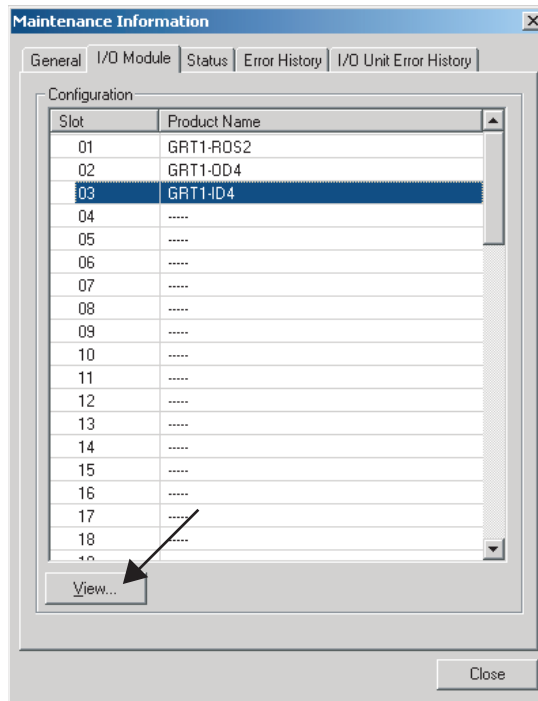 Maintenance Information
General I/O Module Status Error History I/O Unit Error History
Configuration
Slot Product Name
01 GRT1-ROS2
02 GRT1-OD4
03 GRT1-ID4
04 -----
05 -----
06 -----
07 -----
08 -----
09 -----
10 -----
11 -----
12 -----
13 -----
14 -----
15 -----
16 -----
17 -----
18 -----
View...
Close